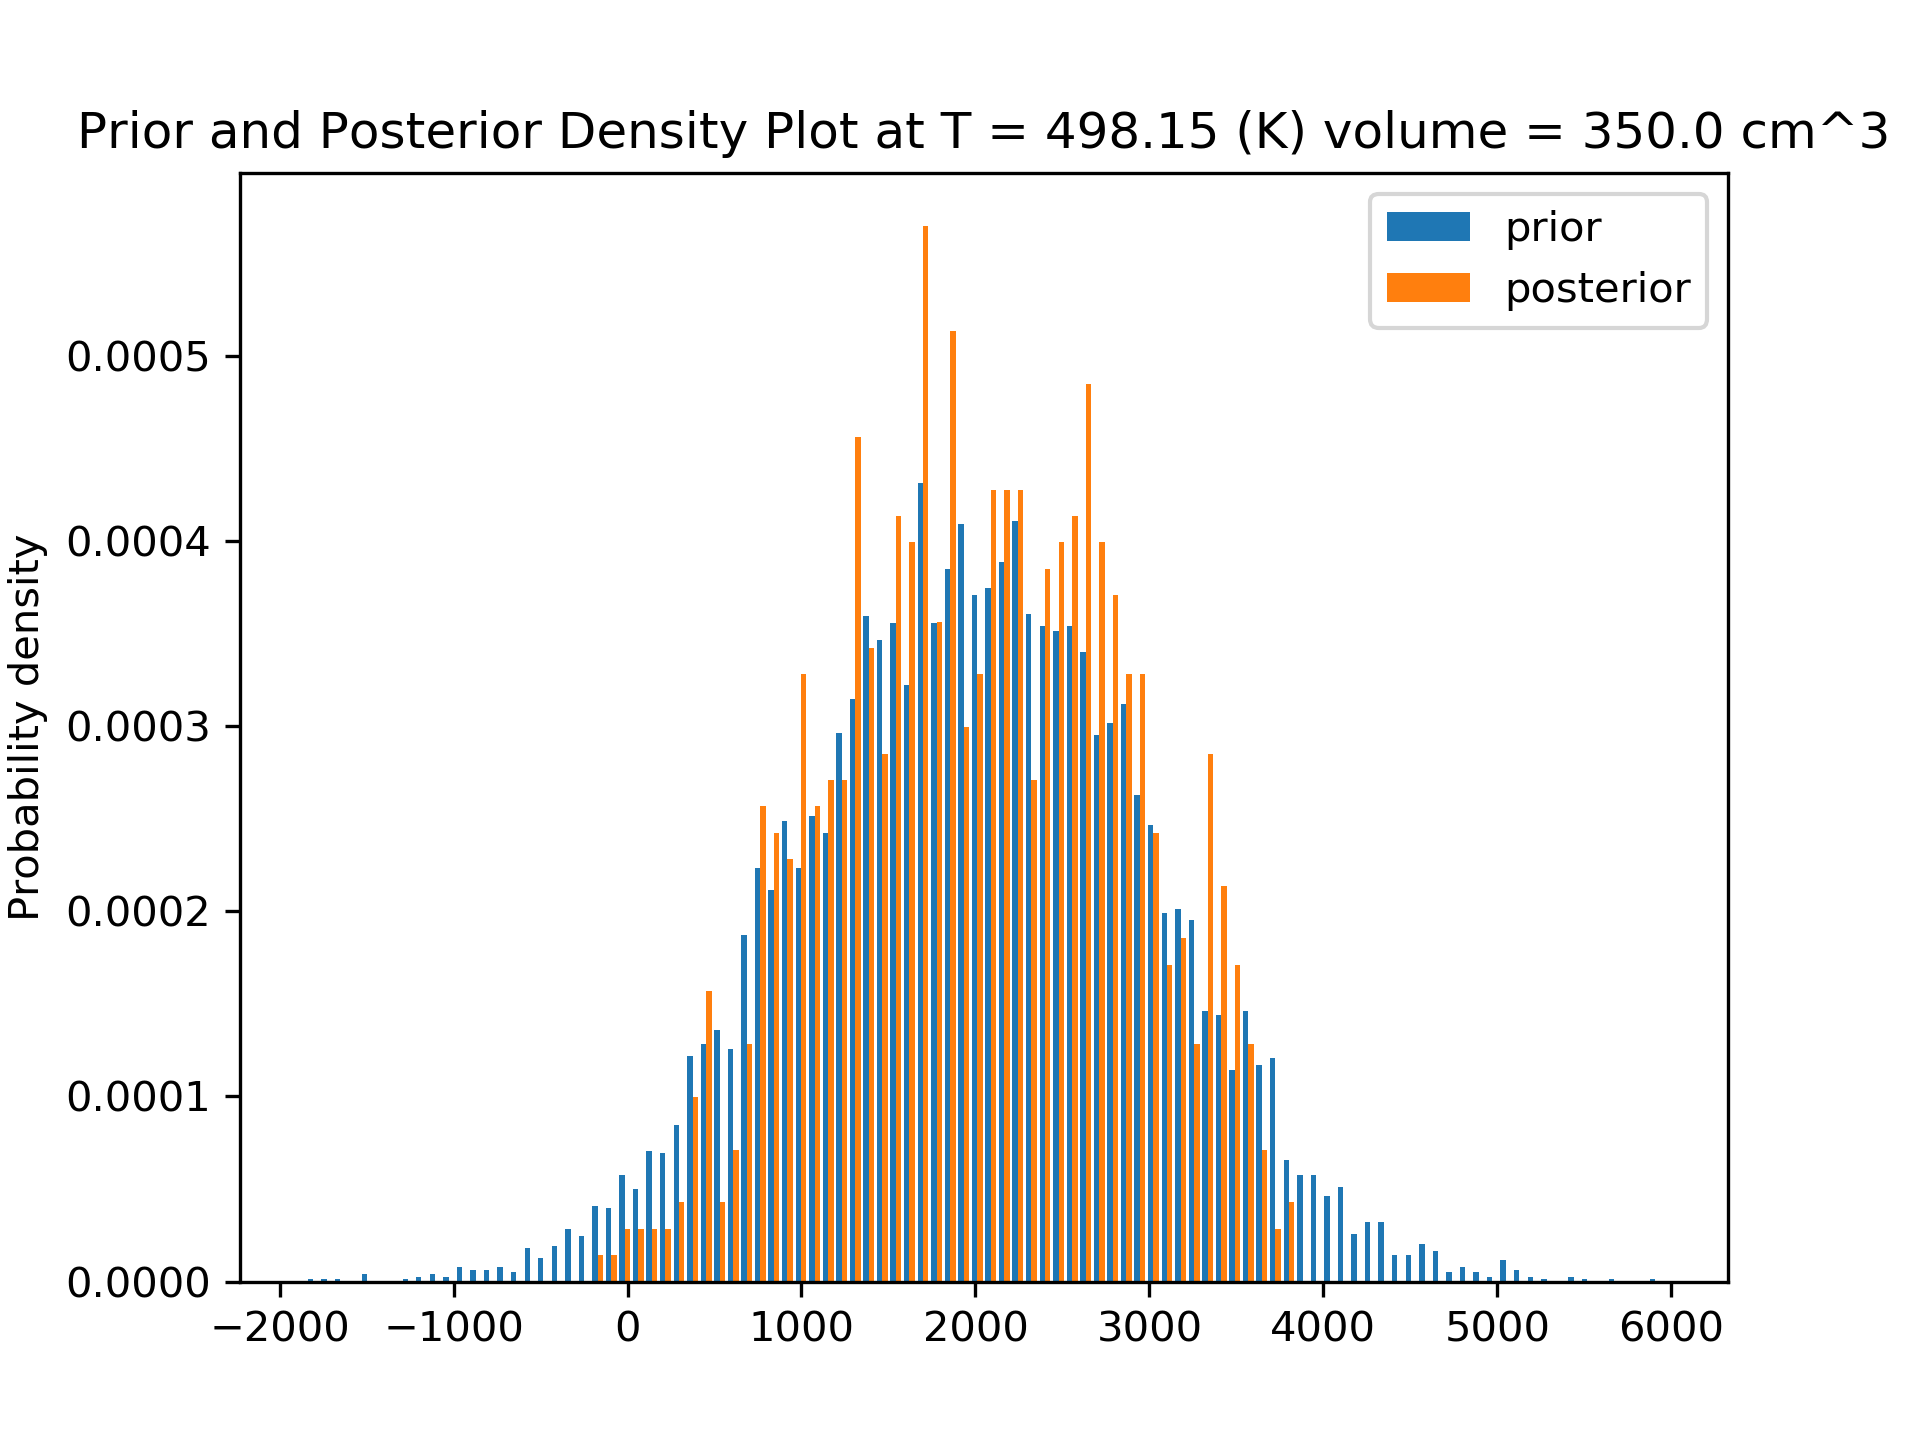 Prior and Posterior Density Plot at T = 498.15 (K) volume = 350.0 cm^3
prior
posterior
Probability density
0.0005
0.0004
0.0003
0.0002
0.0001
0.0000
−2000 −1000 0 1000 2000 3000 4000 5000 6000